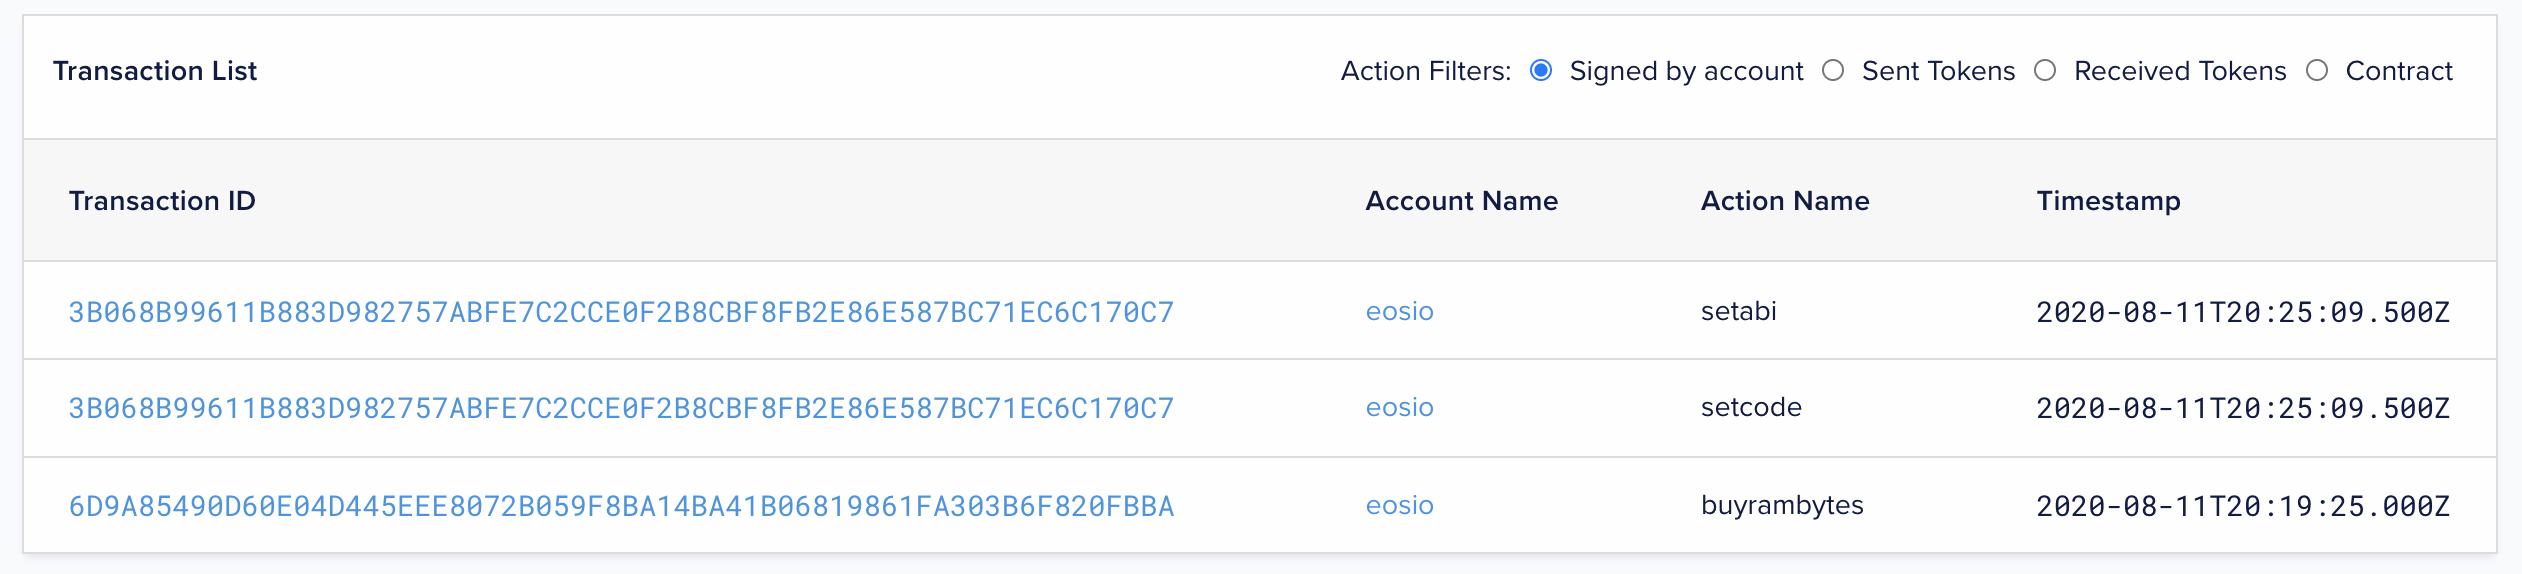 Transaction List Action Filters: Signed by account Sent Tokens Received Tokens Contract
Transaction ID Account Name Action Name Timestamp
3B068B99611B883D982757ABFE7C2CCE0F2B8CBF8FB2E86E587BC71EC6C170C7 eosio setabi 2020-08-11T20:25:09.500Z
3B068B99611B883D982757ABFE7C2CCE0F2B8CBF8FB2E86E587BC71EC6C170C7 eosio setcode 2020-08-11T20:25:09.500Z
6D9A85490D60E04D445EEE8072B059F8BA14BA41B06819861FA303B6F820FBBA eosio buyrambytes 2020-08-11T20:19:25.000Z